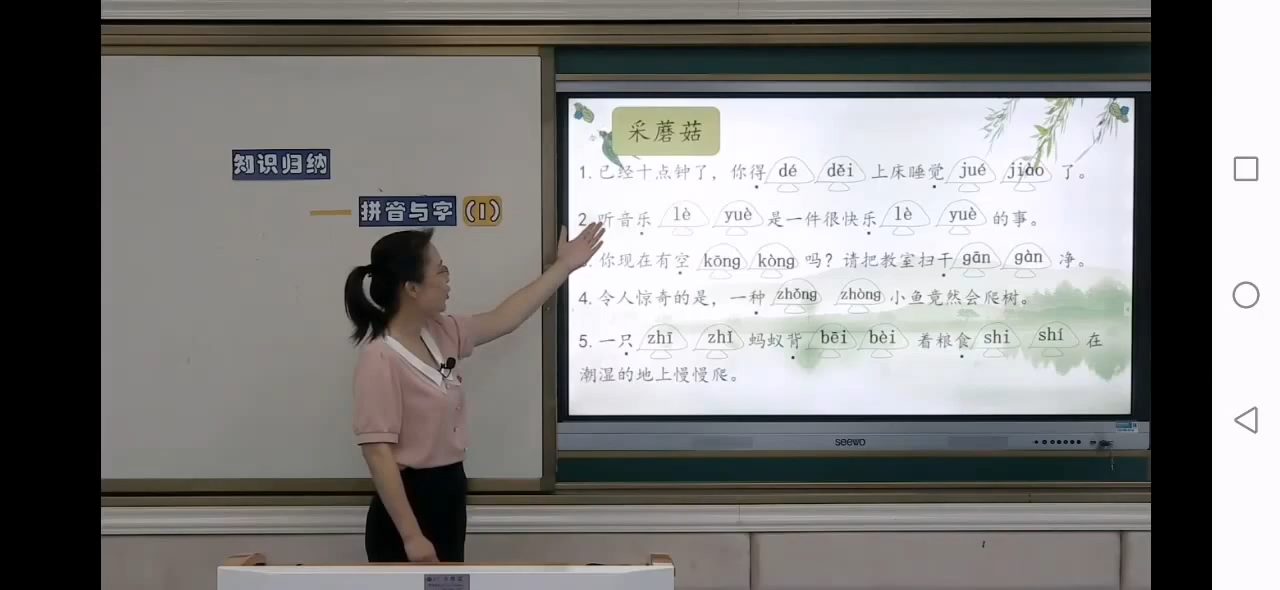 知识归纳
拼音与字(1)
采蘑菇
1. 已经十点钟了，你得 dé děi 上床睡觉 jué jiào 了。
2. 听音乐 lè yuè 是一件很快乐 lè yuè 的事。
你现在有空 kōng kòng 吗？请把教室扫干 gān gàn 净。
4. 令人惊奇的是，一种 zhǒng zhòng 小鱼竟然会爬树。
5. 一只 zhī zhǐ 蚂蚁背 bēi bèi 着粮食 shi shí 在
潮湿的地上慢慢爬。
seewo